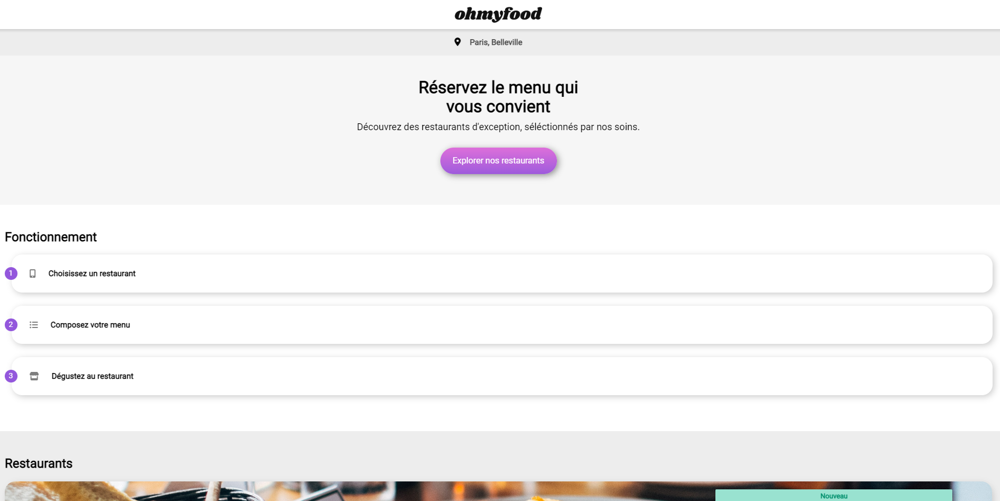 ohmyfood
Paris, Belleville
Réservez le menu qui
vous convient
Découvrez des restaurants d'exception, séléctionnés par nos soins.
Explorer nos restaurants
Fonctionnement
1 Choisissez un restaurant
2 Composez votre menu
3 Dégustez au restaurant
Restaurants
Nouveau